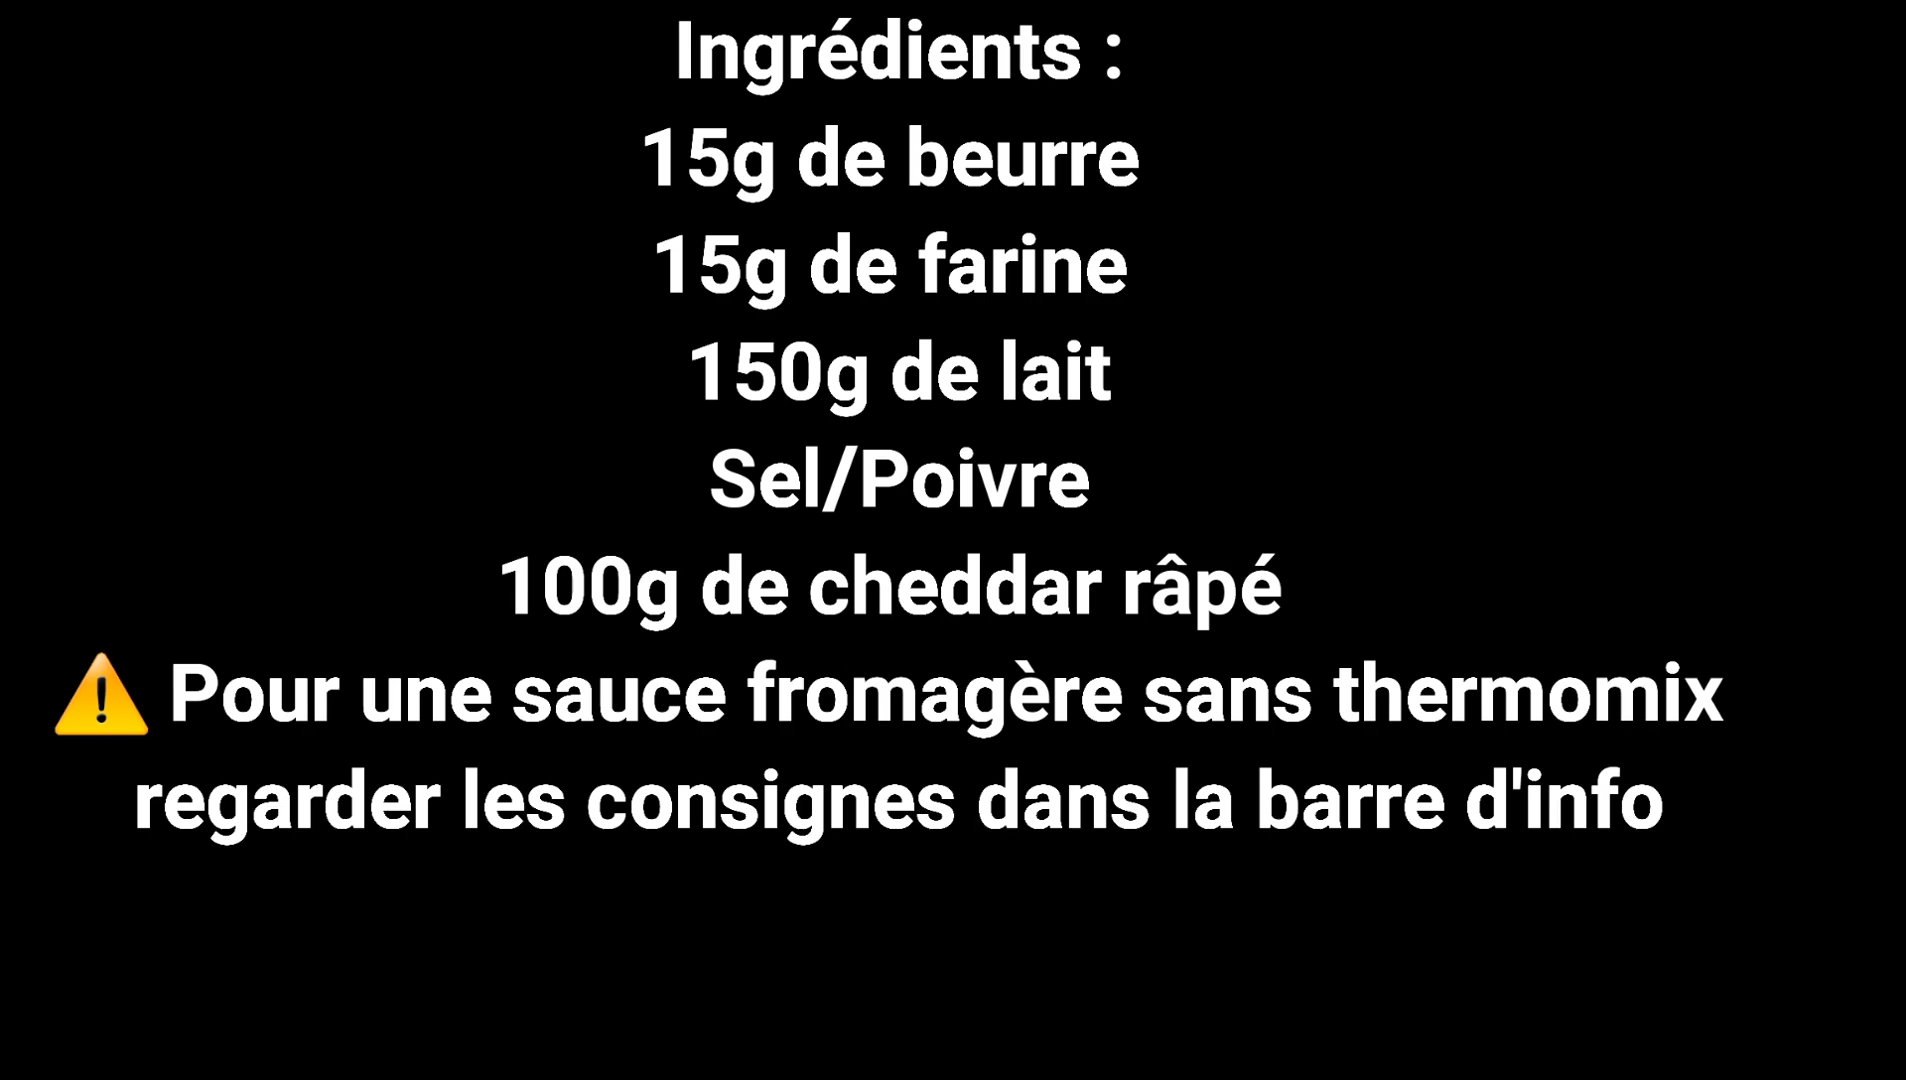 Ingrédients :
15g de beurre
15g de farine
150g de lait
Sel/Poivre
100g de cheddar râpé
⚠️ Pour une sauce fromagère sans thermomix
regarder les consignes dans la barre d'info